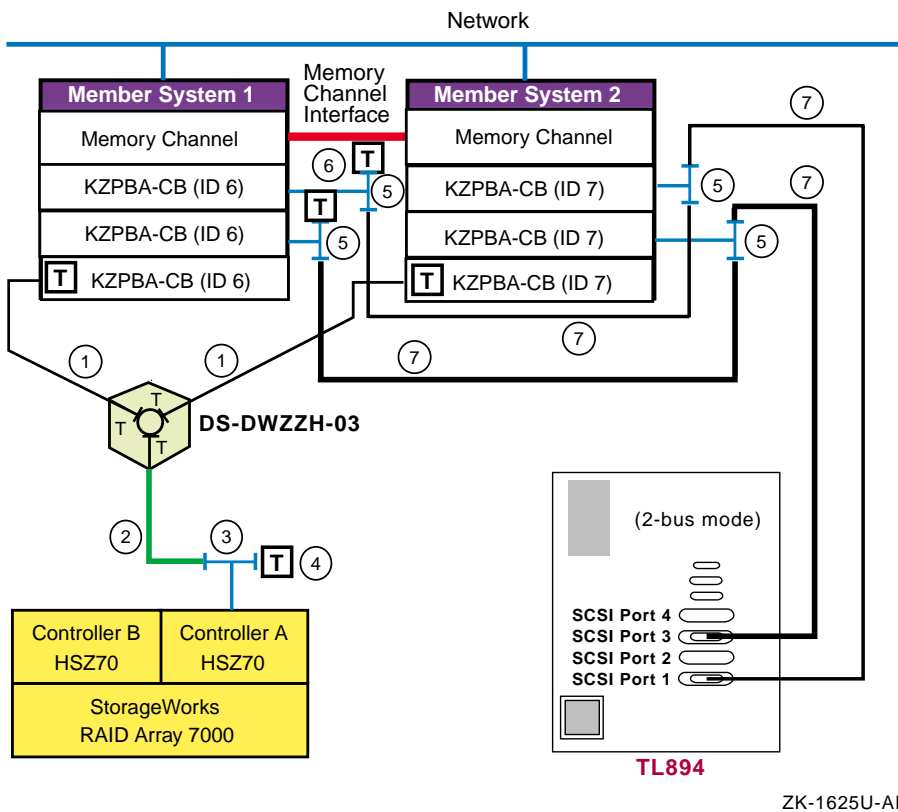 Network
Member System 1
Memory Channel
KZPBA-CB (ID 6)
KZPBA-CB (ID 6)
T KZPBA-CB (ID 6)
Memory
Channel
Interface
6
T
5
T
5
Member System 2
Memory Channel
KZPBA-CB (ID 7)
KZPBA-CB (ID 7)
T KZPBA-CB (ID 7)
7
5
7
5
7
7
1
1
T
T
T
DS-DWZZH-03
2
3
T
4
Controller B
HSZ70
Controller A
HSZ70
StorageWorks
RAID Array 7000
(2-bus mode)
SCSI Port 4
SCSI Port 3
SCSI Port 2
SCSI Port 1
TL894